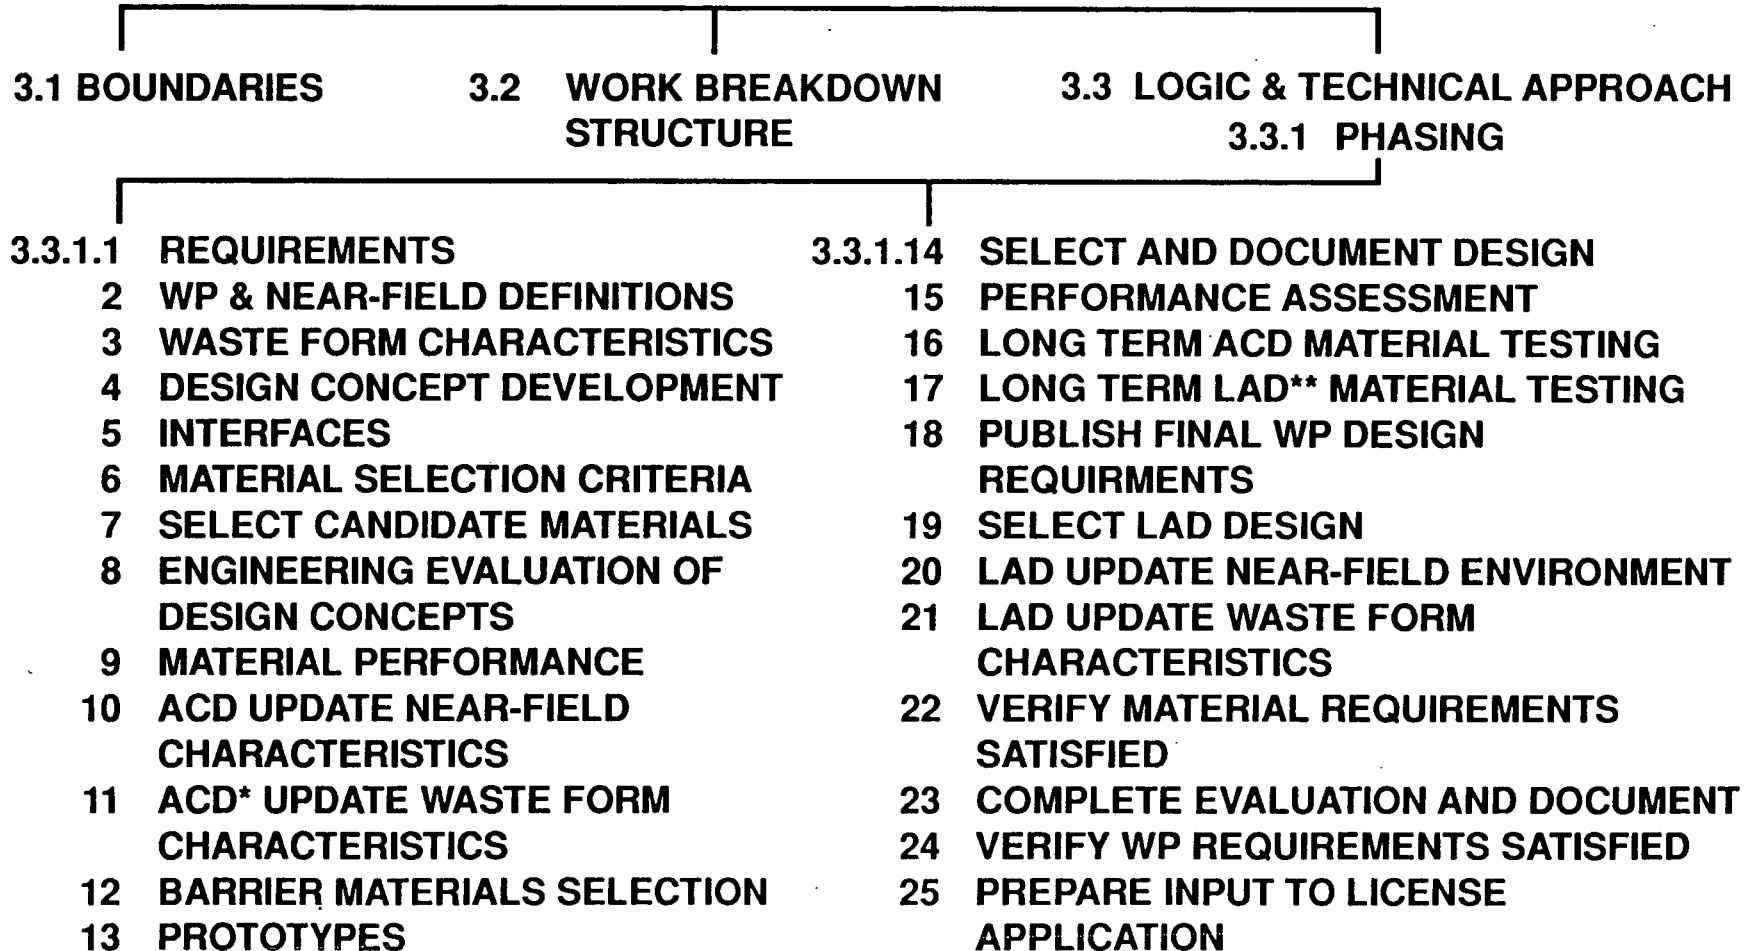 3.1 BOUNDARIES
3.2 WORK BREAKDOWN
STRUCTURE
3.3 LOGIC & TECHNICAL APPROACH
3.3.1 PHASING
3.3.1.1 REQUIREMENTS
2 WP & NEAR-FIELD DEFINITIONS
3 WASTE FORM CHARACTERISTICS
4 DESIGN CONCEPT DEVELOPMENT
5 INTERFACES
6 MATERIAL SELECTION CRITERIA
7 SELECT CANDIDATE MATERIALS
8 ENGINEERING EVALUATION OF
DESIGN CONCEPTS
9 MATERIAL PERFORMANCE
10 ACD UPDATE NEAR-FIELD
CHARACTERISTICS
11 ACD* UPDATE WASTE FORM
CHARACTERISTICS
12 BARRIER MATERIALS SELECTION
13 PROTOTYPES
3.3.1.14 SELECT AND DOCUMENT DESIGN
15 PERFORMANCE ASSESSMENT
16 LONG TERM ACD MATERIAL TESTING
17 LONG TERM LAD** MATERIAL TESTING
18 PUBLISH FINAL WP DESIGN
REQUIRMENTS
19 SELECT LAD DESIGN
20 LAD UPDATE NEAR-FIELD ENVIRONMENT
21 LAD UPDATE WASTE FORM
CHARACTERISTICS
22 VERIFY MATERIAL REQUIREMENTS
SATISFIED
23 COMPLETE EVALUATION AND DOCUMENT
24 VERIFY WP REQUIREMENTS SATISFIED
25 PREPARE INPUT TO LICENSE
APPLICATION